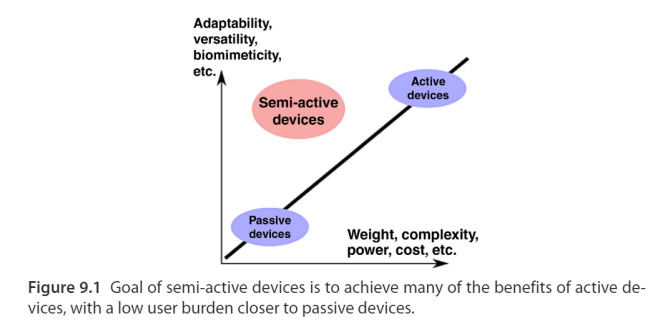 Adaptability,
versatility,
biomimeticity,
etc.
Active
devices
Semi-active
devices
Passive
devices
Weight, complexity,
power, cost, etc.
Figure 9.1 Goal of semi-active devices is to achieve many of the benefits of active de-
vices, with a low user burden closer to passive devices.